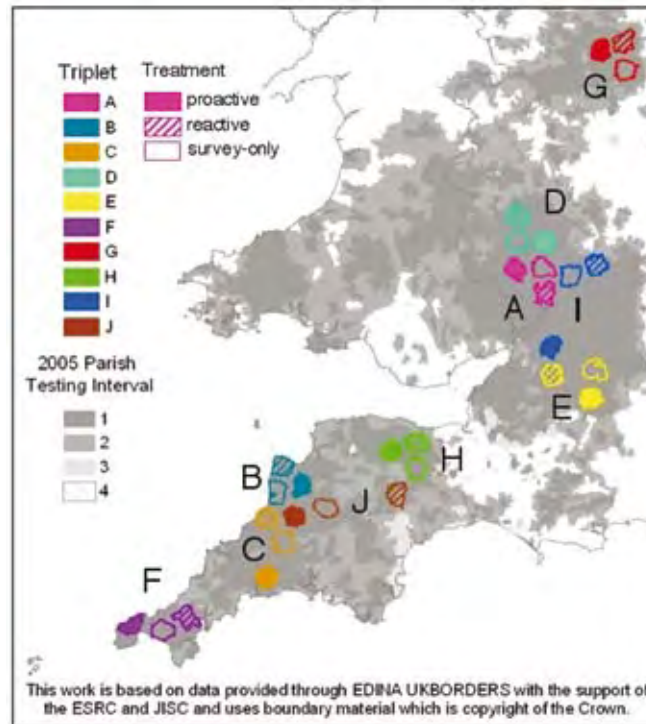 Triplet
A
B
C
D
E
F
G
H
I
J
Treatment
proactive
reactive
survey-only
2005 Parish
Testing Interval
1
2
3
4
G
D
A
I
E
H
B
J
C
F
This work is based on data provided through EDINA UKBORDERS with the support of
the ESRC and JISC and uses boundary material which is copyright of the Crown.